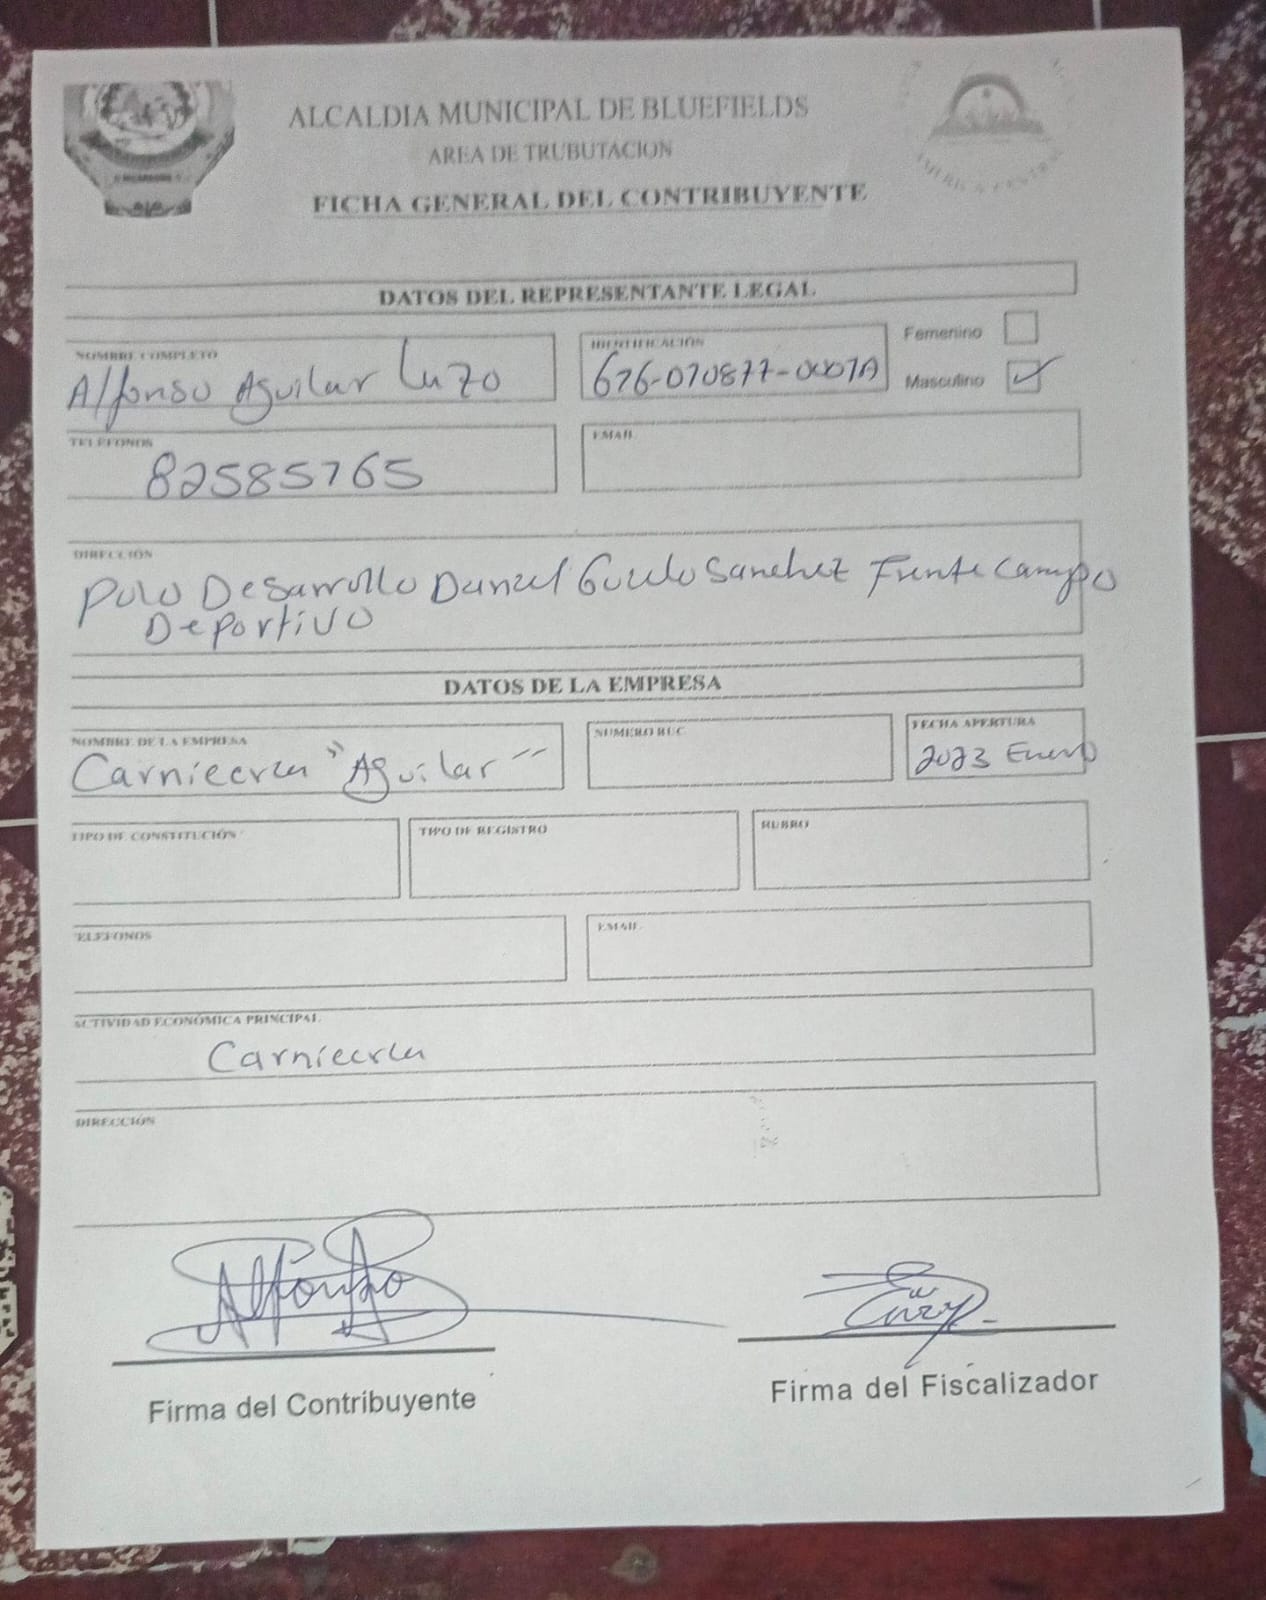 ALCALDIA MUNICIPAL DE BLUEFIELDS
AREA DE TRUBUTACION
FICHA GENERAL DEL CONTRIBUYENTE
AMERICA CENTRAL
DATOS DEL REPRESENTANTE LEGAL
NOMBRE COMPLETO
Alfonso Aguilar Luzo
IDENTIFICACIÓN
616-070877-0007A
Femenino
Masculino
TELEFONOS
82585765
EMAIL
DIRECCIÓN
Polo Desarrollo Daniel Guido Sanchez Frente Campo
Deportivo
DATOS DE LA EMPRESA
NOMBRE DE LA EMPRESA
Carniceria "Aguilar"
NUMERO RUC
FECHA APERTURA
2023 Enero
TIPO DE CONSTITUCIÓN
TIPO DE REGISTRO
RUBRO
TELEFONOS
EMAIL
ACTIVIDAD ECONÓMICA PRINCIPAL
Carniceria
DIRECCIÓN
Alfonso
Firma del Contribuyente
Firma del Fiscalizador